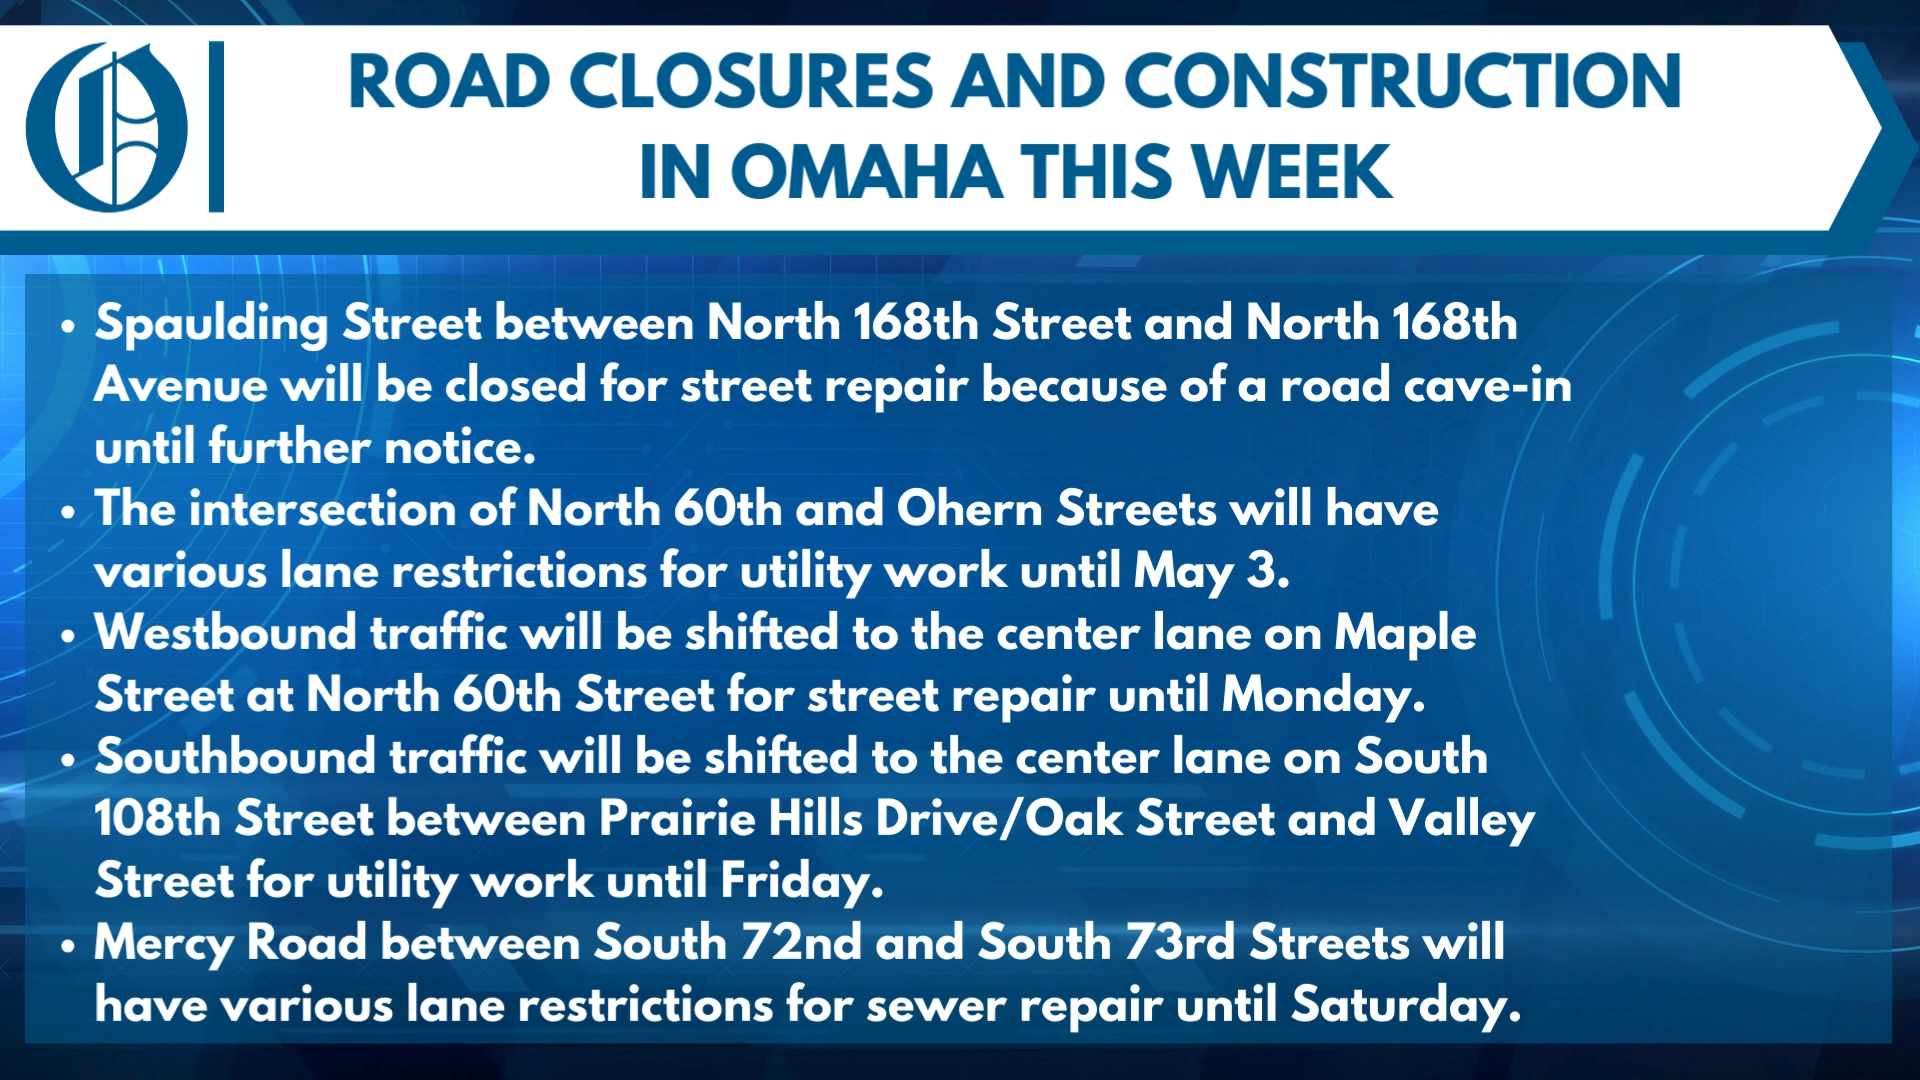 O
ROAD CLOSURES AND CONSTRUCTION
IN OMAHA THIS WEEK
• Spaulding Street between North 168th Street and North 168th
Avenue will be closed for street repair because of a road cave-in
until further notice.
• The intersection of North 60th and Ohern Streets will have
various lane restrictions for utility work until May 3.
• Westbound traffic will be shifted to the center lane on Maple
Street at North 60th Street for street repair until Monday.
• Southbound traffic will be shifted to the center lane on South
108th Street between Prairie Hills Drive/Oak Street and Valley
Street for utility work until Friday.
• Mercy Road between South 72nd and South 73rd Streets will
have various lane restrictions for sewer repair until Saturday.